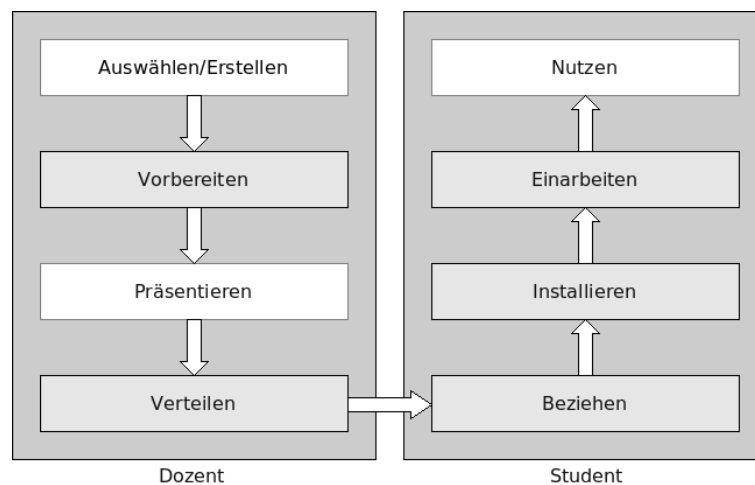 Auswählen/Erstellen
Vorbereiten
Präsentieren
Verteilen
Dozent
Nutzen
Einarbeiten
Installieren
Beziehen
Student